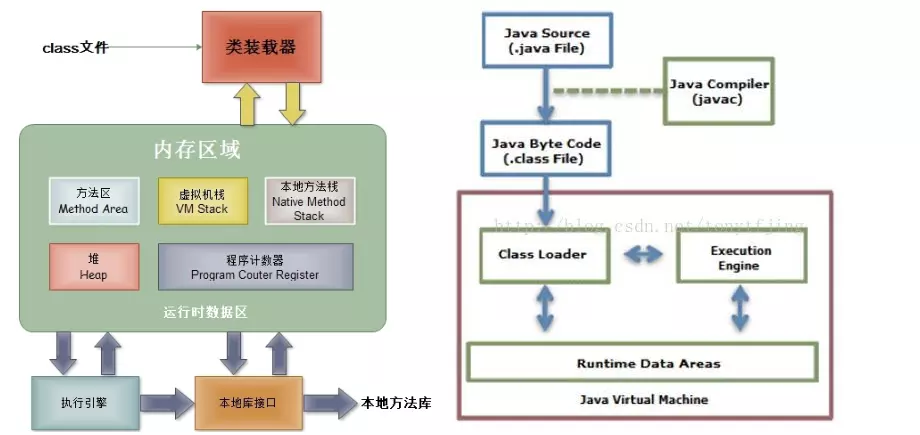 class文件
类装载器
内存区域
方法区
Method Area
虚拟机栈
VM Stack
本地方法栈
Native Method
Stack
堆
Heap
程序计数器
Program Couter Register
运行时数据区
执行引擎
本地库接口
本地方法库
Java Source
(.java File)
Java Compiler
(javac)
Java Byte Code
(.class File)
http://blog.csdn.net/tonytfjing
Class Loader
Execution
Engine
Runtime Data Areas
Java Virtual Machine